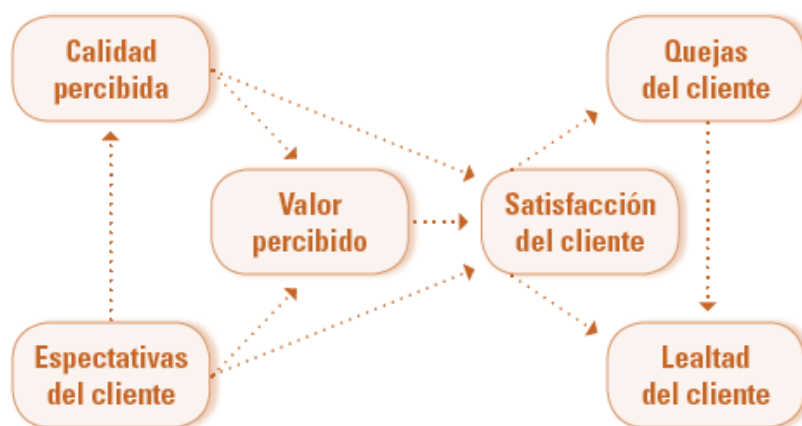 Calidad
percibida
Quejas
del cliente
Valor
percibido
Satisfacción
del cliente
Espectativas
del cliente
Lealtad
del cliente